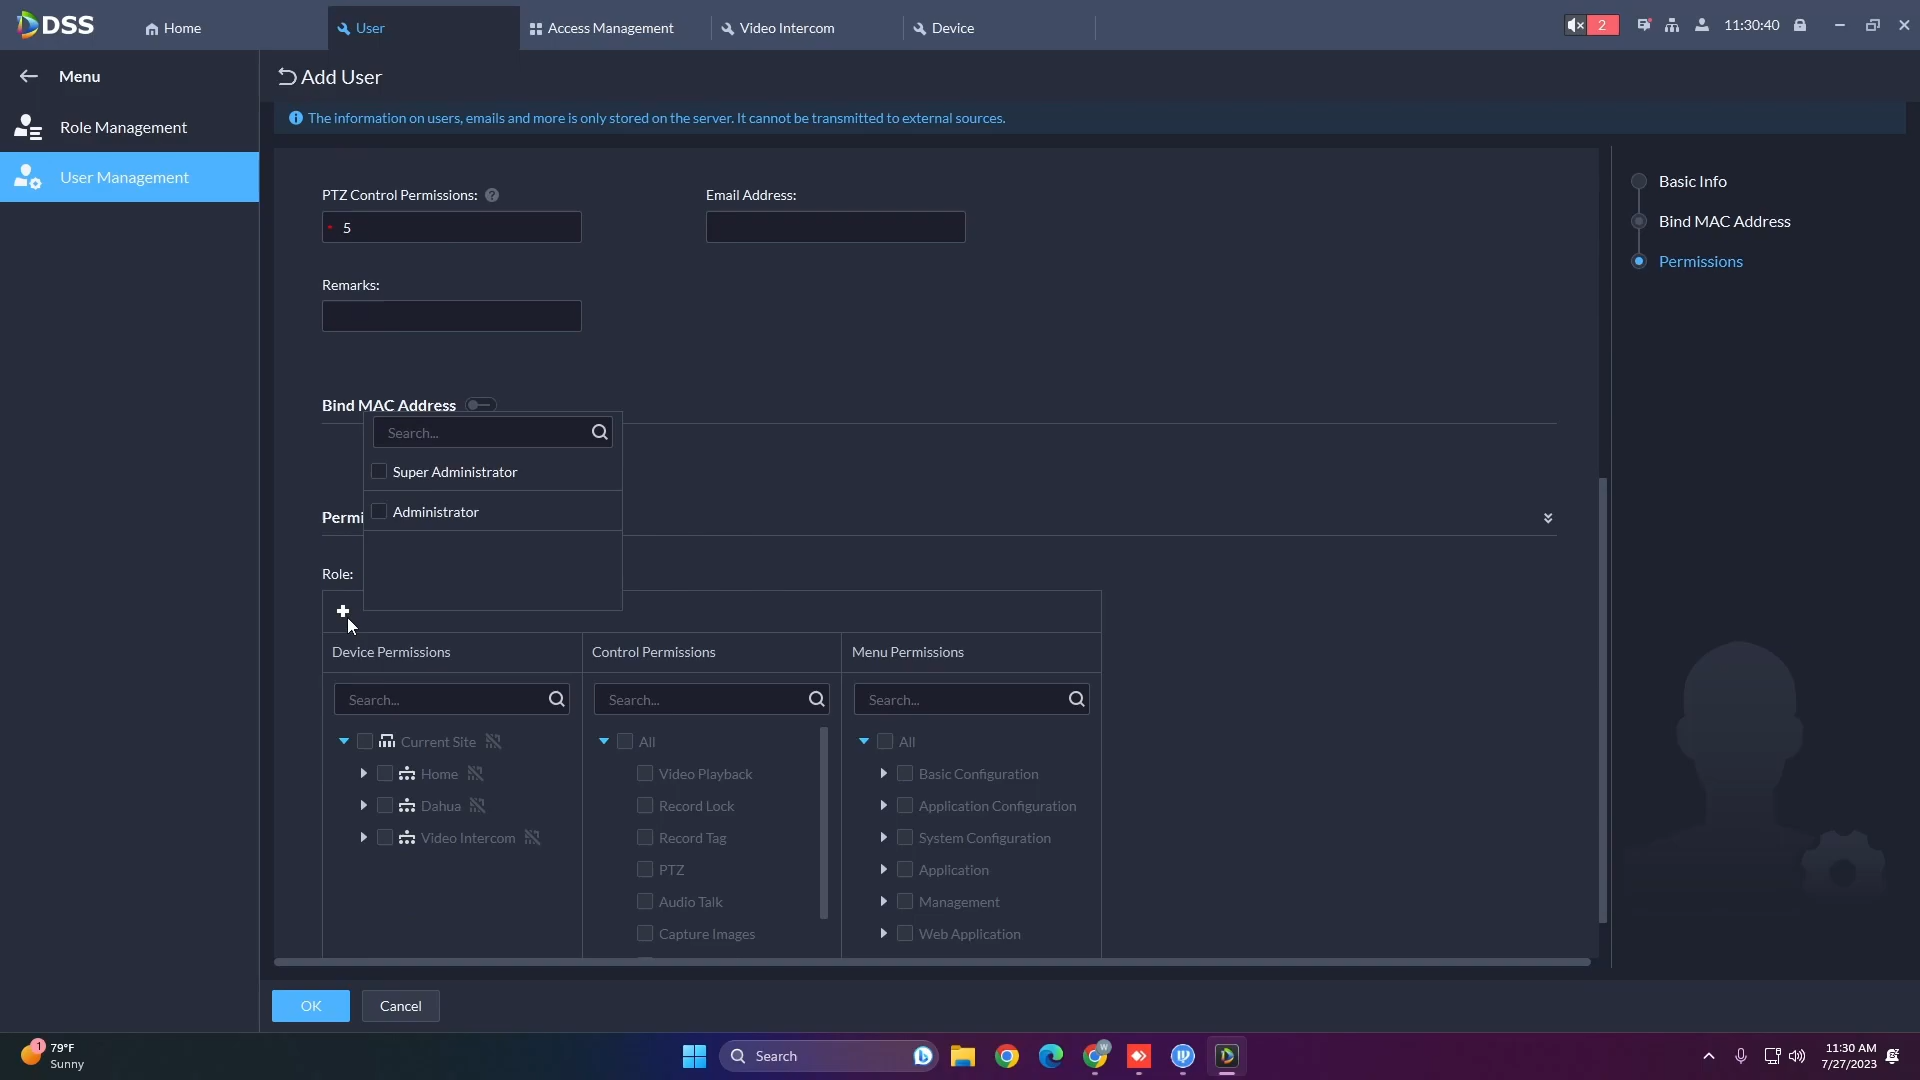 DSS
Home
User
Access Management
Video Intercom
Device
2
11:30:40
Menu
Add User
Role Management
User Management
The information on users, emails and more is only stored on the server. It cannot be transmitted to external sources.
Basic Info
Bind MAC Address
Permissions
PTZ Control Permissions:
Email Address:
* 5
Remarks:
Bind MAC Address
Search...
Super Administrator
Administrator
Permi
Role:
Device Permissions
Control Permissions
Menu Permissions
Search...
Search...
Search...
Current Site
Home
Dahua
Video Intercom
All
Video Playback
Record Lock
Record Tag
PTZ
Audio Talk
Capture Images
All
Basic Configuration
Application Configuration
System Configuration
Application
Management
Web Application
OK
Cancel
1
79°F
Sunny
Search
W
11:30 AM
7/27/2023